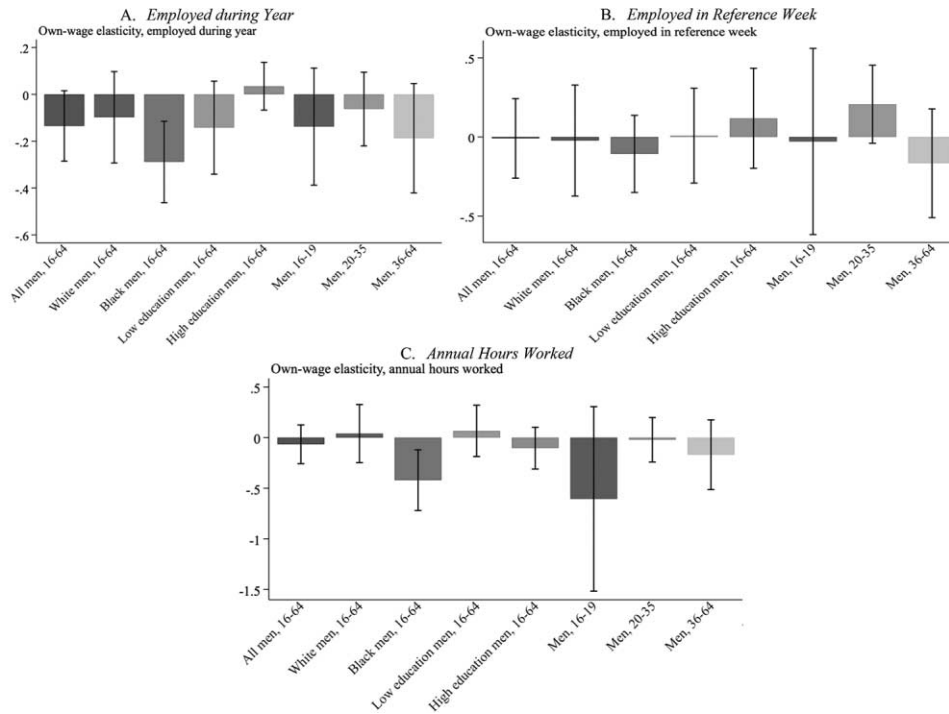 A. Employed during Year
Own-wage elasticity, employed during year
.2
0
-.2
-.4
-.6
All men, 16-64
White men, 16-64
Black men, 16-64
Low education men, 16-64
High education men, 16-64
Men, 16-19
Men, 20-35
Men, 36-64
B. Employed in Reference Week
Own-wage elasticity, employed in reference week
.5
0
-.5
All men, 16-64
White men, 16-64
Black men, 16-64
Low education men, 16-64
High education men, 16-64
Men, 16-19
Men, 20-35
Men, 36-64
C. Annual Hours Worked
Own-wage elasticity, annual hours worked
.5
0
-.5
-1
-1.5
All men, 16-64
White men, 16-64
Black men, 16-64
Low education men, 16-64
High education men, 16-64
Men, 16-19
Men, 20-35
Men, 36-64